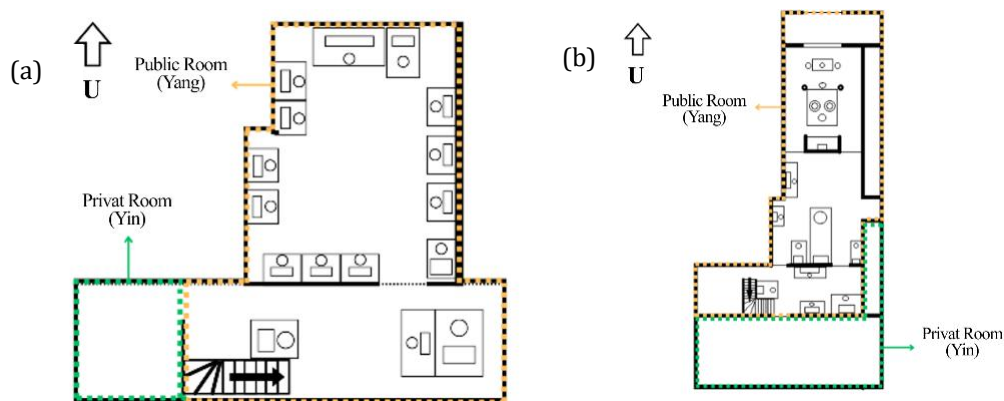 (a)
U
Public Room
(Yang)
Privat Room
(Yin)
(b)
U
Public Room
(Yang)
Privat Room
(Yin)